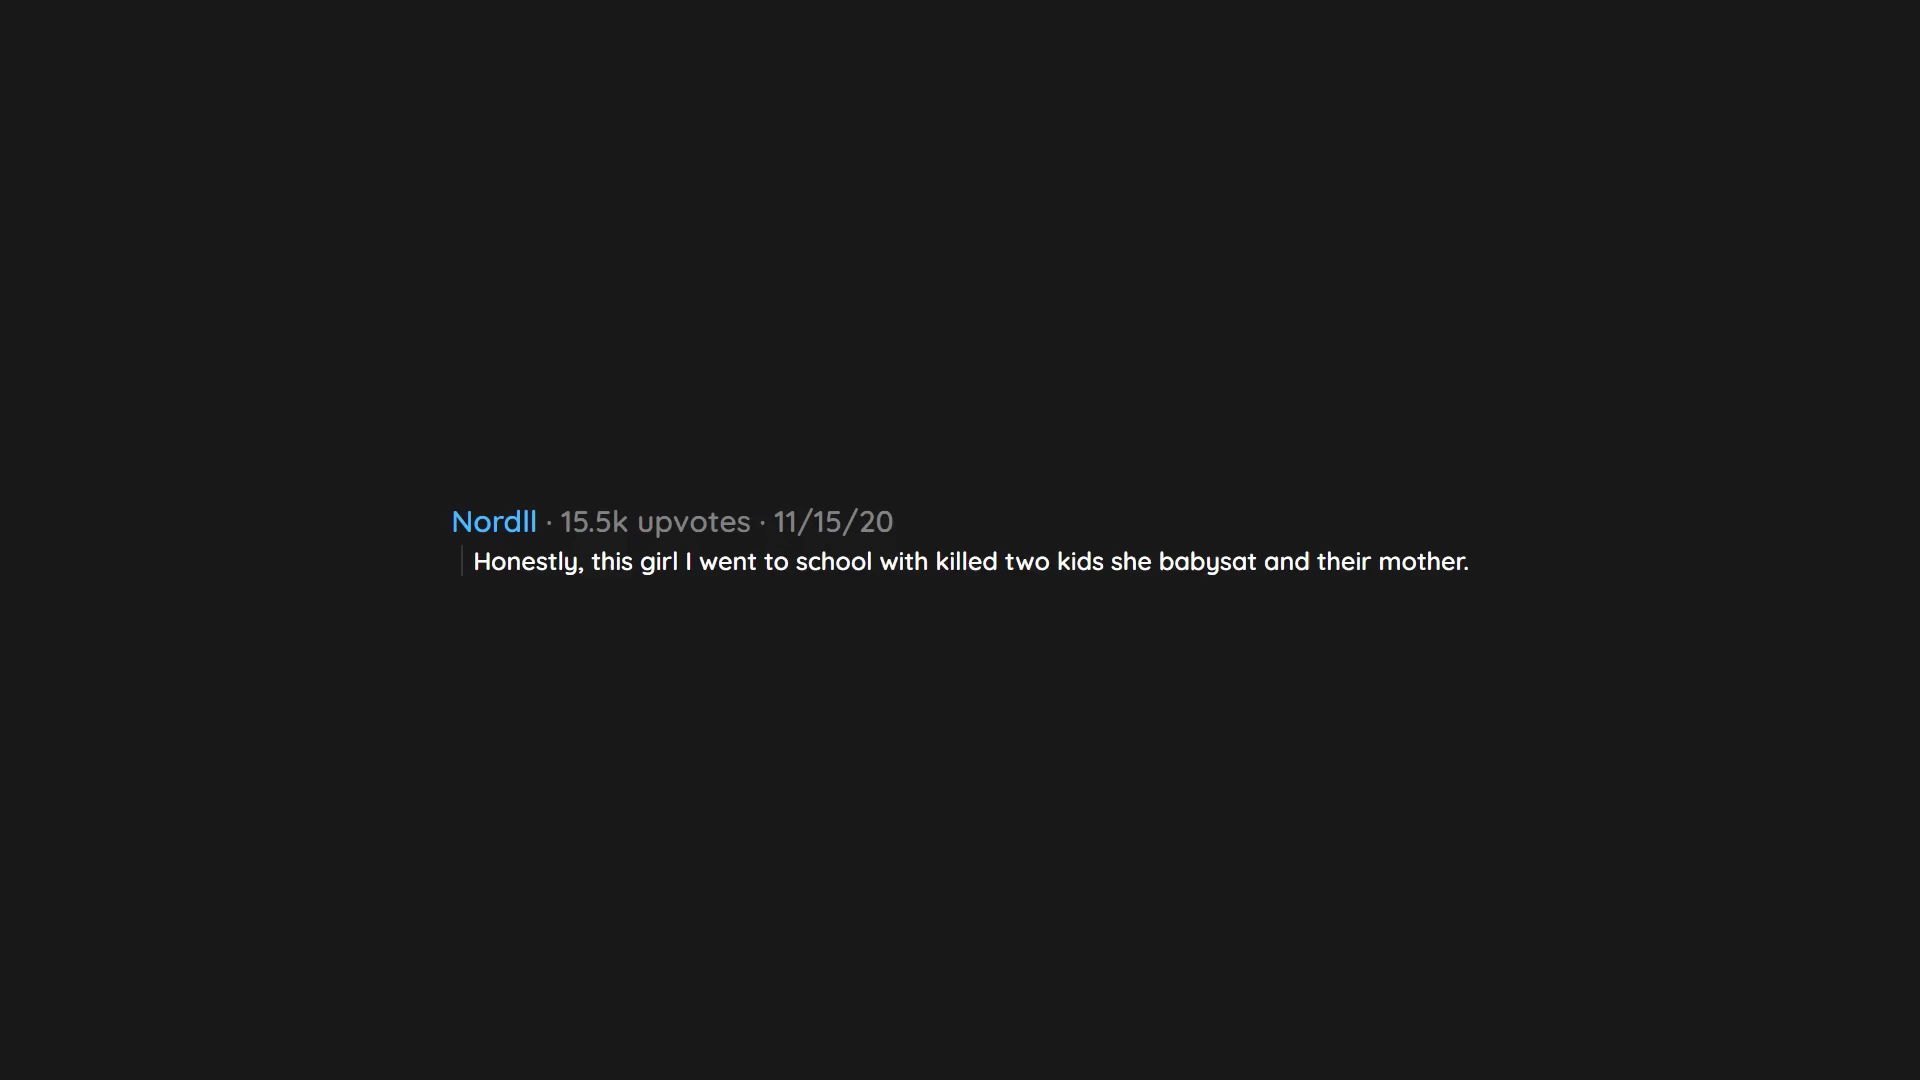 Nordll · 15.5k upvotes · 11/15/20
Honestly, this girl I went to school with killed two kids she babysat and their mother.